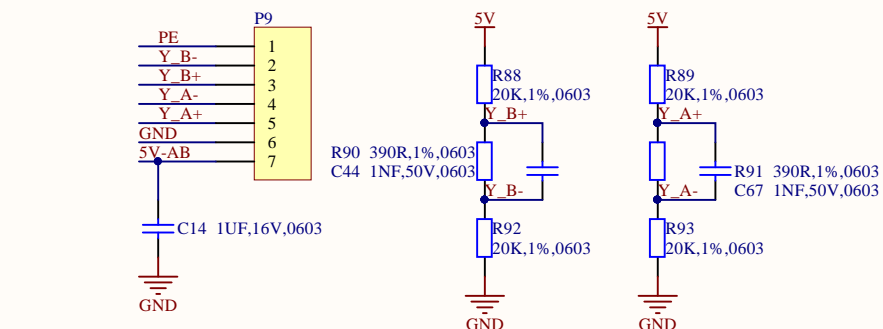 P9
PE
1
Y_B-
2
Y_B+
3
Y_A-
4
Y_A+
5
GND
6
5V-AB
7
C14 1UF,16V,0603
GND
5V
R88
20K,1%,0603
Y_B+
R90 390R,1%,0603
C44 1NF,50V,0603
Y_B-
R92
20K,1%,0603
GND
5V
R89
20K,1%,0603
Y_A+
R91 390R,1%,0603
C67 1NF,50V,0603
Y_A-
R93
20K,1%,0603
GND